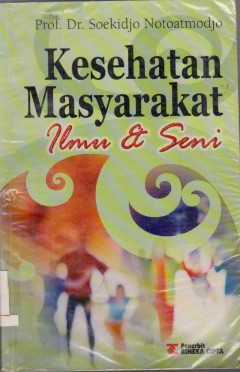 Prof. Dr. Soekidjo Notoatmodjo
Kesehatan
Masyarakat
Ilmu & Seni
Penerbit
RINEKA CIPTA